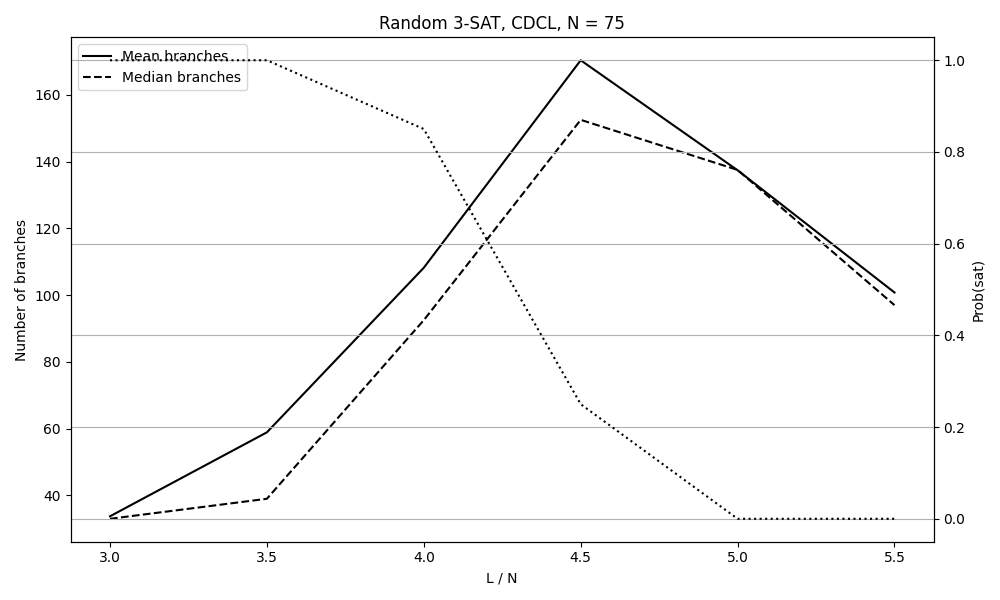 Random 3-SAT, CDCL, N = 75
Mean branches
Median branches
160
140
120
100
80
60
40
Number of branches
1.0
0.8
0.6
0.4
0.2
0.0
Prob(sat)
3.0 3.5 4.0 4.5 5.0 5.5
L / N